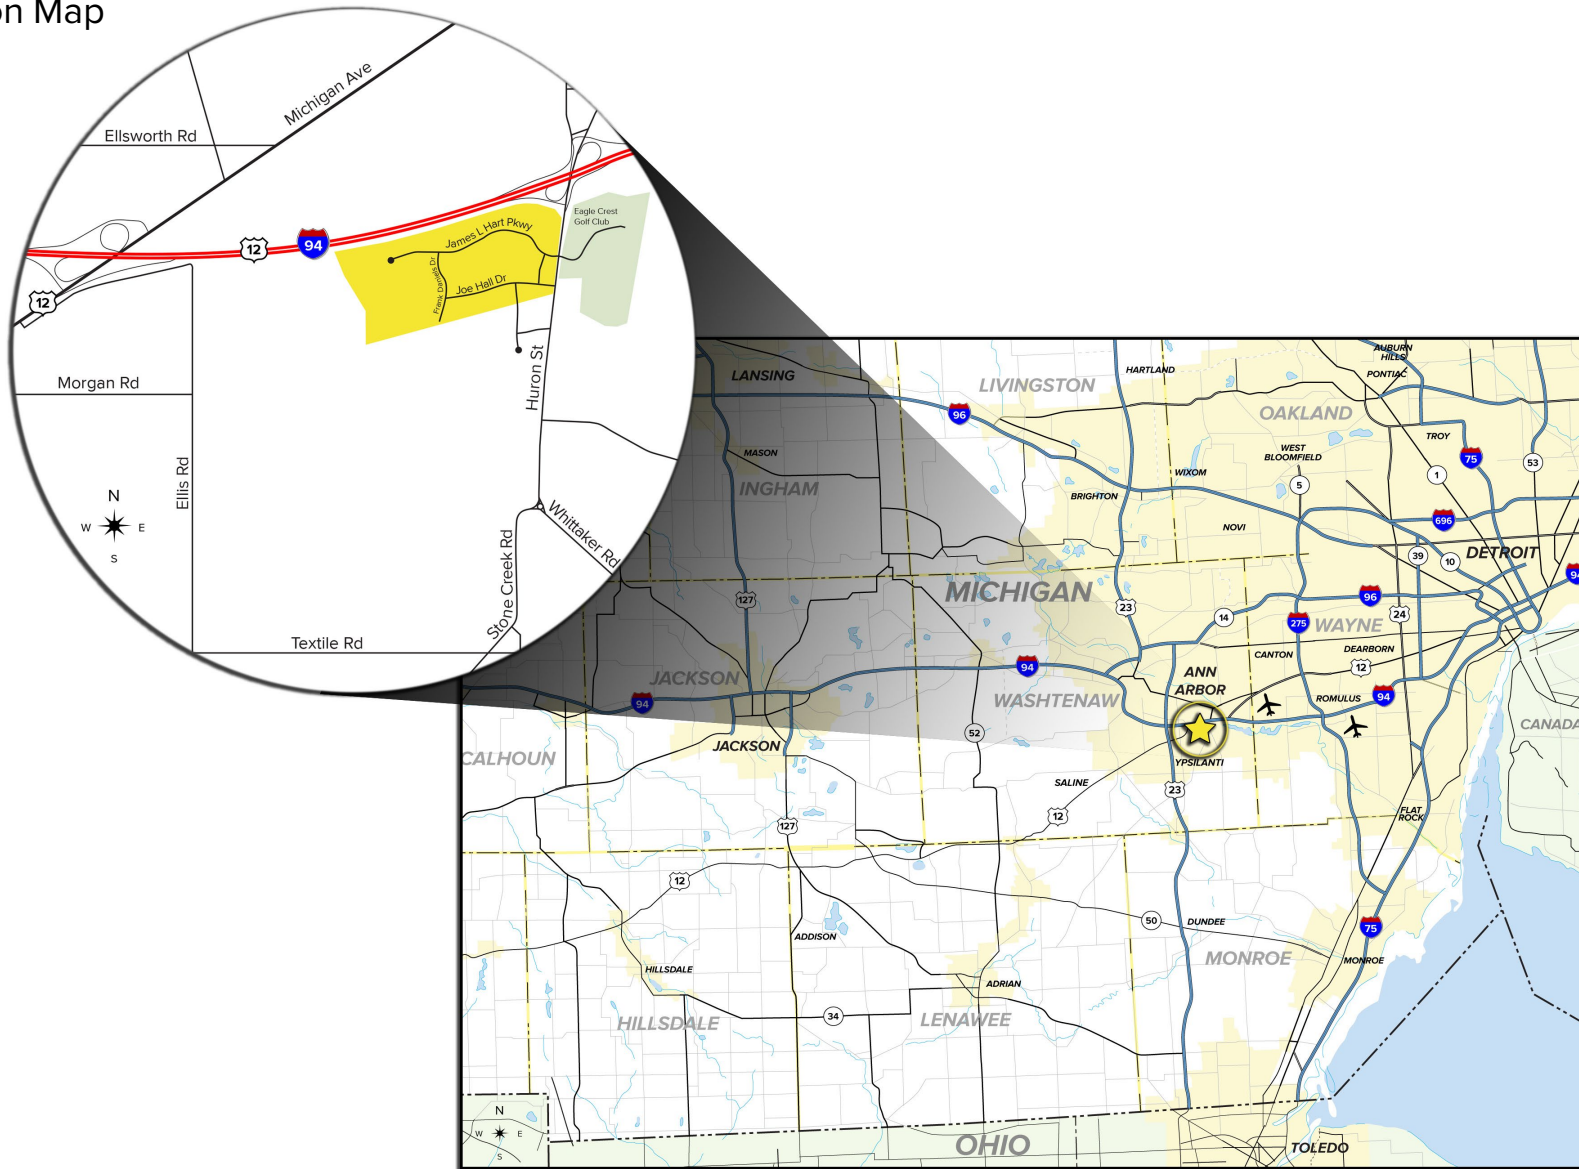 on Map
Michigan Ave
Ellsworth Rd
Eagle Crest
Golf Club
James L Hart Pkwy
12
94
Frank Daniels Dr
Joe Hall Dr
12
Huron St
Morgan Rd
Ellis Rd
N
W E
S
Whittaker Rd
Stone Creek Rd
Textile Rd
AUBURN
HILLS
PONTIAC
HARTLAND
LANSING
LIVINGSTON
96
OAKLAND
TROY
WEST
BLOOMFIELD
75
53
1
MASON
INGHAM
WIXOM
5
BRIGHTON
NOVI
696
DETROIT
39
10
94
MICHIGAN
127
23
96
14
275
24
WAYNE
DEARBORN
CANTON
12
94
JACKSON
94
WASHTENAW
ANN
ARBOR
ROMULUS
94
CANADA
52
JACKSON
CALHOUN
YPSILANTI
SALINE
23
12
FLAT
ROCK
127
12
50
DUNDEE
75
ADDISON
MONROE
MONROE
HILLSDALE
ADRIAN
34
HILLSDALE
LENAWEE
N
W E
S
OHIO
TOLEDO